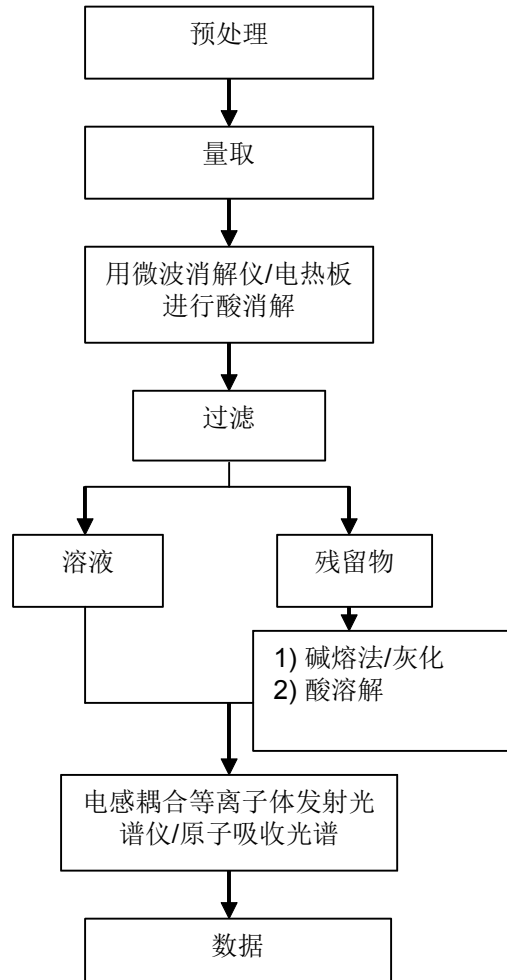 预处理
量取
用微波消解仪/电热板
进行酸消解
过滤
溶液
残留物
1) 碱熔法/灰化
2) 酸溶解
电感耦合等离子体发射光
谱仪/原子吸收光谱
数据